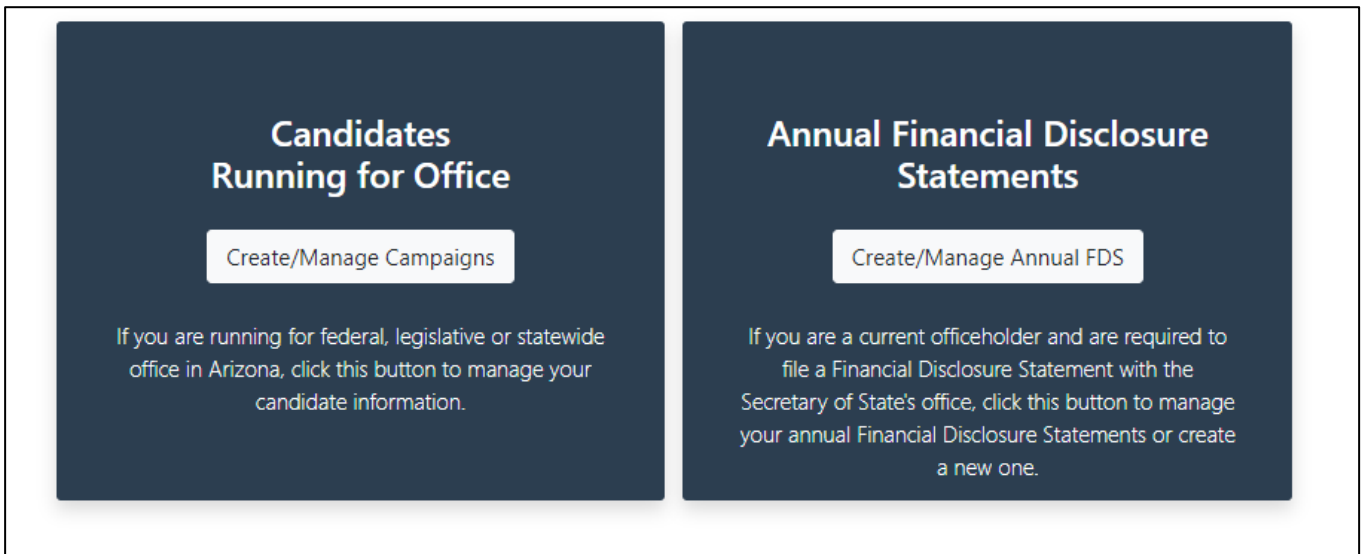 Candidates
Running for Office
Create/Manage Campaigns
If you are running for federal, legislative or statewide
office in Arizona, click this button to manage your
candidate information.
Annual Financial Disclosure
Statements
Create/Manage Annual FDS
If you are a current officeholder and are required to
file a Financial Disclosure Statement with the
Secretary of State's office, click this button to manage
your annual Financial Disclosure Statements or create
a new one.